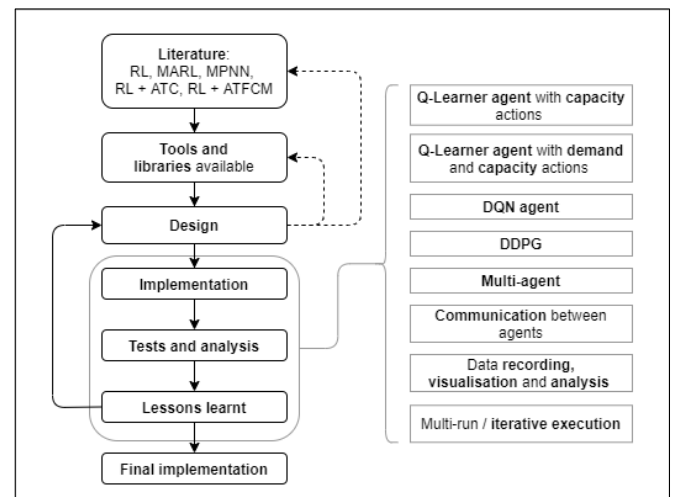 Literature:
RL, MARL, MPNN,
RL + ATC, RL + ATFCM
Tools and
libraries available
Design
Implementation
Tests and analysis
Lessons learnt
Final implementation
Q-Learner agent with capacity
actions
Q-Learner agent with demand
and capacity actions
DQN agent
DDPG
Multi-agent
Communication between
agents
Data recording,
visualisation and analysis
Multi-run / iterative execution